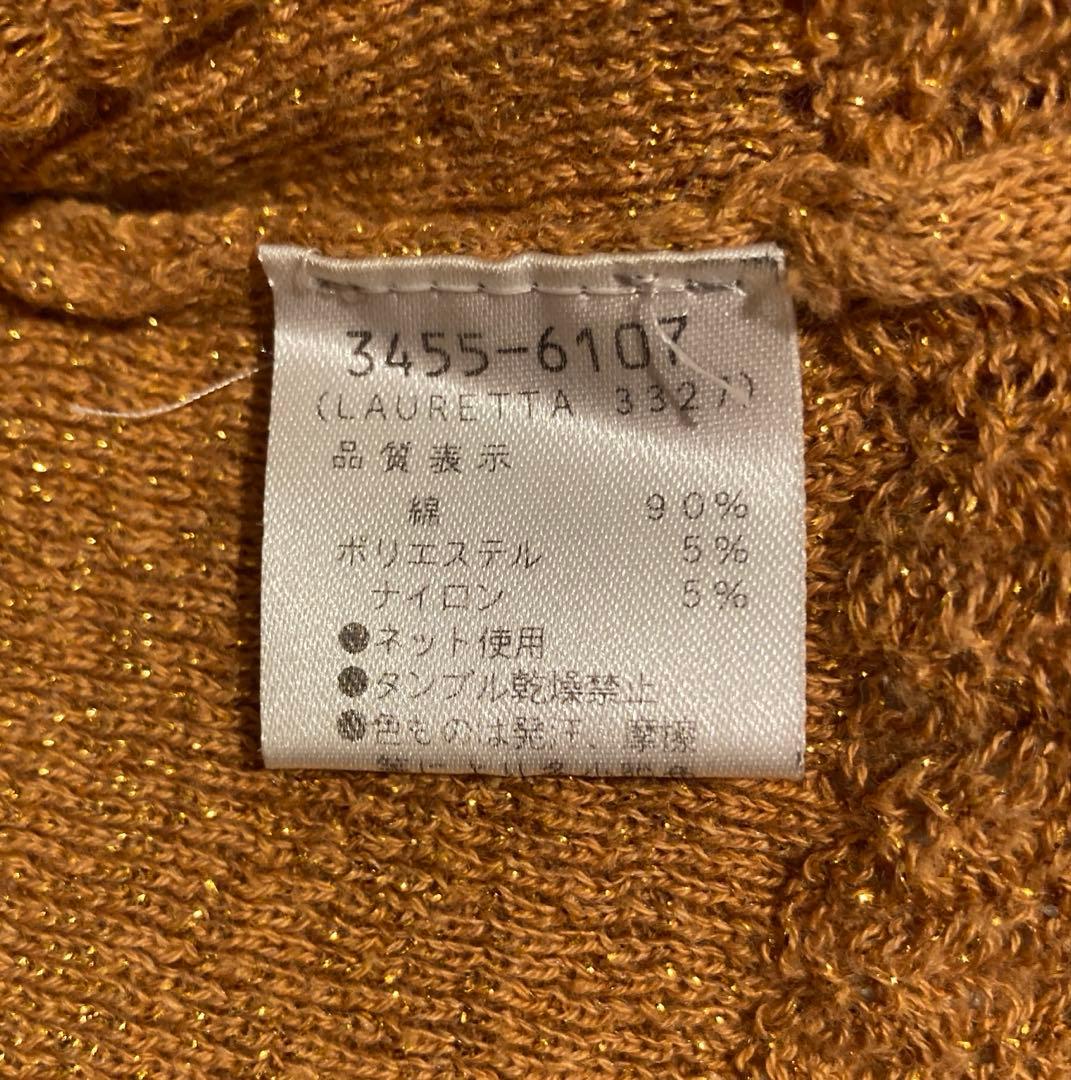 3455-6107
(LAURETTA 3327)
品質表示
綿 90%
ポリエステル 5%
ナイロン 5%
●ネット使用
●タンブル乾燥禁止
●色ものは発汗、摩擦